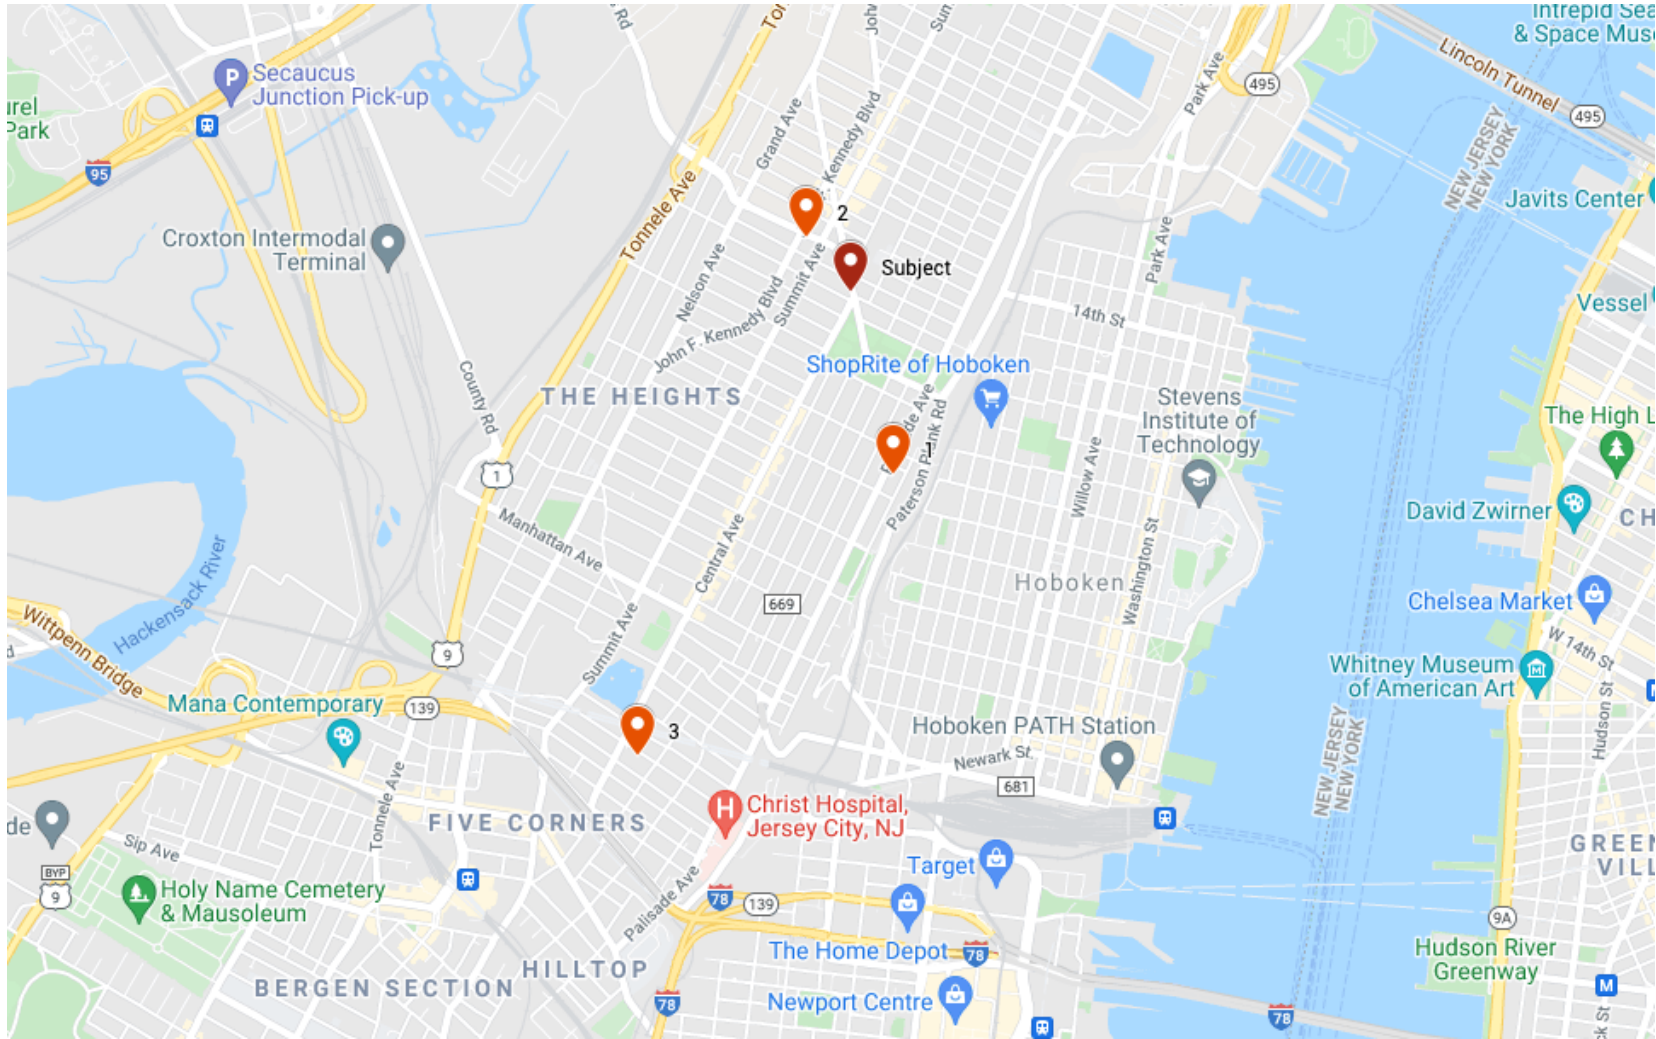 Intrepid Sea
& Space Muse
Lincoln Tunnel
495
495
Park Ave
Secaucus
Junction Pick-up
urel
Park
95
Rd
Grand Ave
Kennedy Blvd
NEW JERSEY
NEW YORK
Javits Center
Tonnele Ave
2
Croxton Intermodal
Terminal
Subject
Park Ave
Nelson Ave
Summit Ave
John F. Kennedy Blvd
14th St
Vessel
ShopRite of Hoboken
County Rd
THE HEIGHTS
Stevens
Institute of
Technology
The High L
1
1
Paterson Plank Rd
Willow Ave
David Zwirner
CH
Manhattan Ave
Central Ave
Washington St
Hoboken
669
Chelsea Market
Hackensack River
Wittpenn Bridge
Summit Ave
9
W 14th St
Whitney Museum
of American Art
Mana Contemporary
139
3
Hoboken PATH Station
Newark St
681
Hudson St
NEW JERSEY
NEW YORK
Christ Hospital,
Jersey City, NJ
de
FIVE CORNERS
Tonnele Ave
Sip Ave
GREEN
VILL
Target
BYP
9
Holy Name Cemetery
& Mausoleum
Palisade Ave
78
139
9A
The Home Depot
78
Hudson River
Greenway
HILLTOP
BERGEN SECTION
78
Newport Centre
78
M